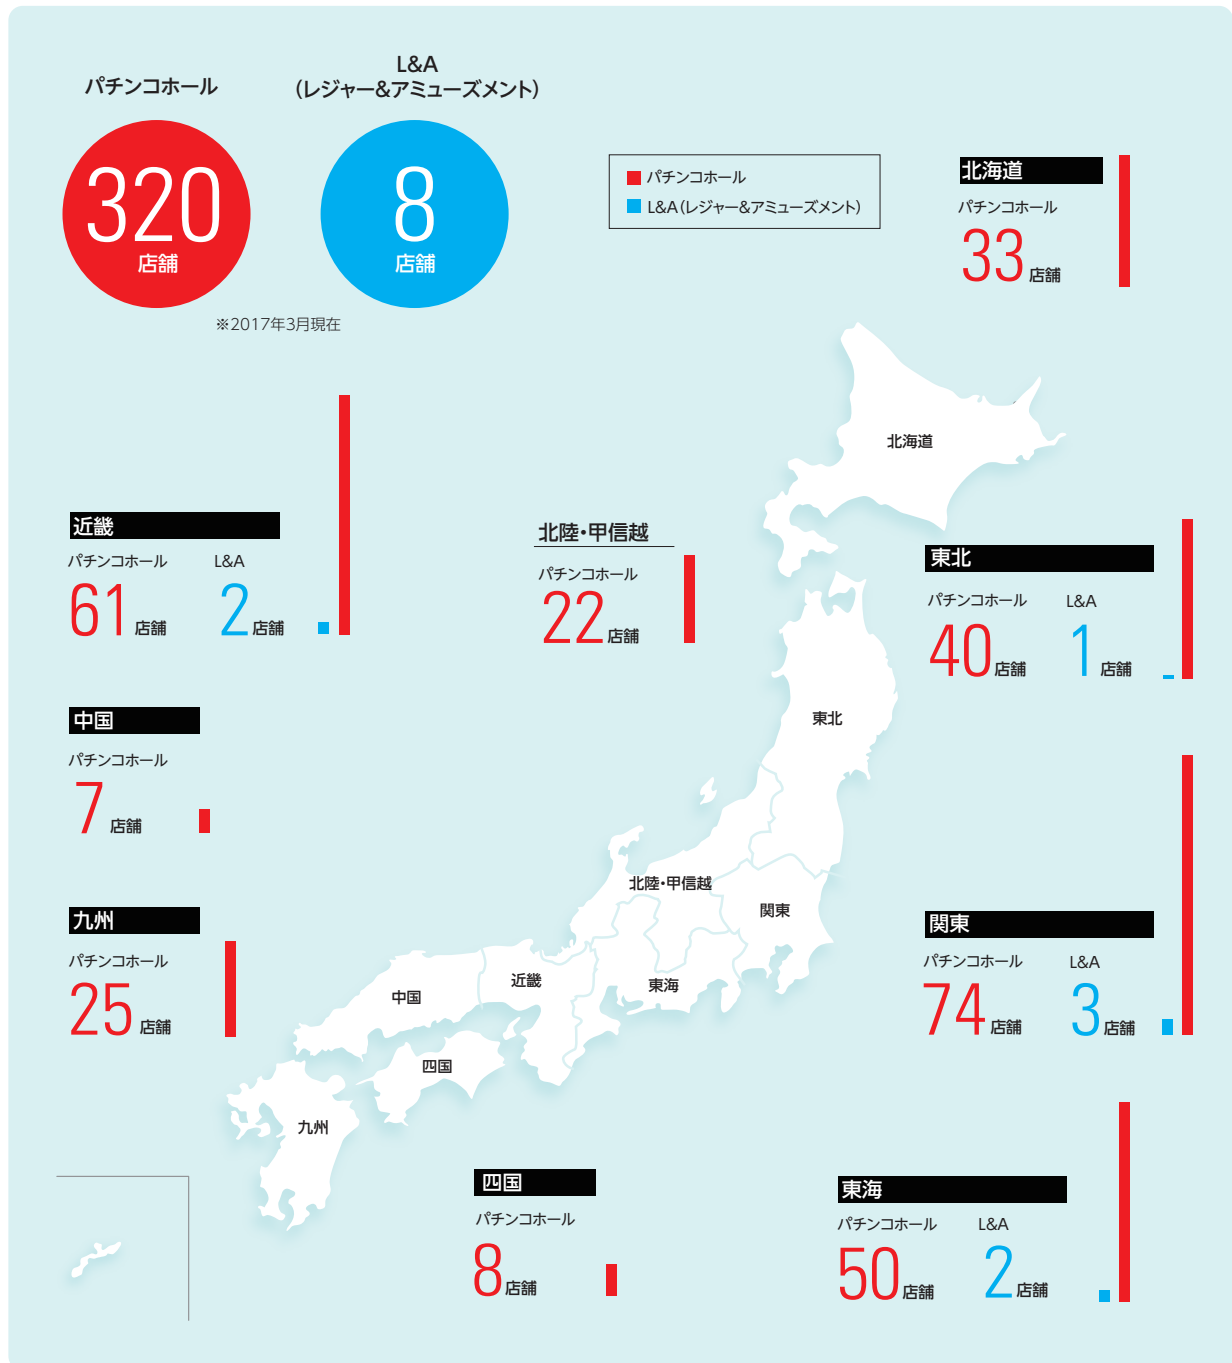 パチンコホール
320
店舗
L&A
（レジャー&アミューズメント）
8
店舗
※2017年3月現在
パチンコホール
L&A（レジャー&アミューズメント）
北海道
パチンコホール
33店舗
近畿
パチンコホール L&A
61店舗 2店舗
北陸・甲信越
パチンコホール
22店舗
東北
パチンコホール L&A
40店舗 1店舗
中国
パチンコホール
7店舗
九州
パチンコホール
25店舗
関東
パチンコホール L&A
74店舗 3店舗
四国
パチンコホール
8店舗
東海
パチンコホール L&A
50店舗 2店舗
北海道
東北
北陸・甲信越
関東
東海
近畿
中国
四国
九州